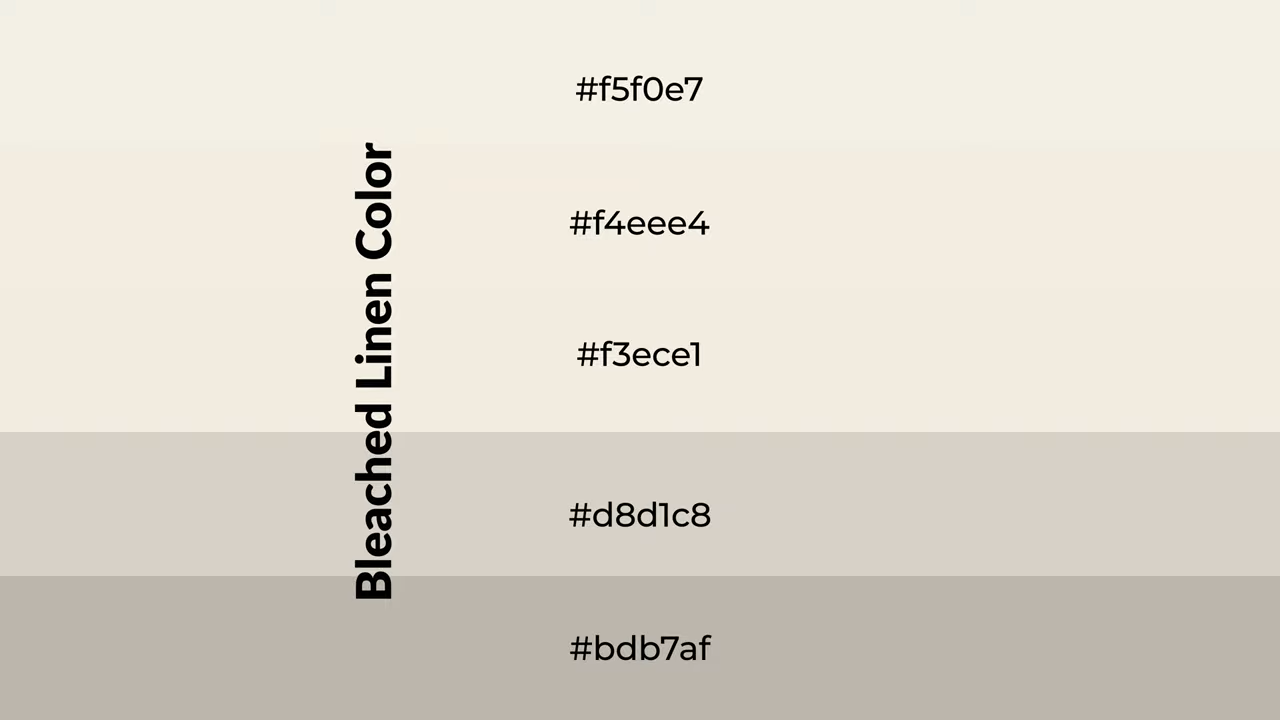 Bleached Linen Color
#f5f0e7
#f4eee4
#f3ece1
#d8d1c8
#bdb7af